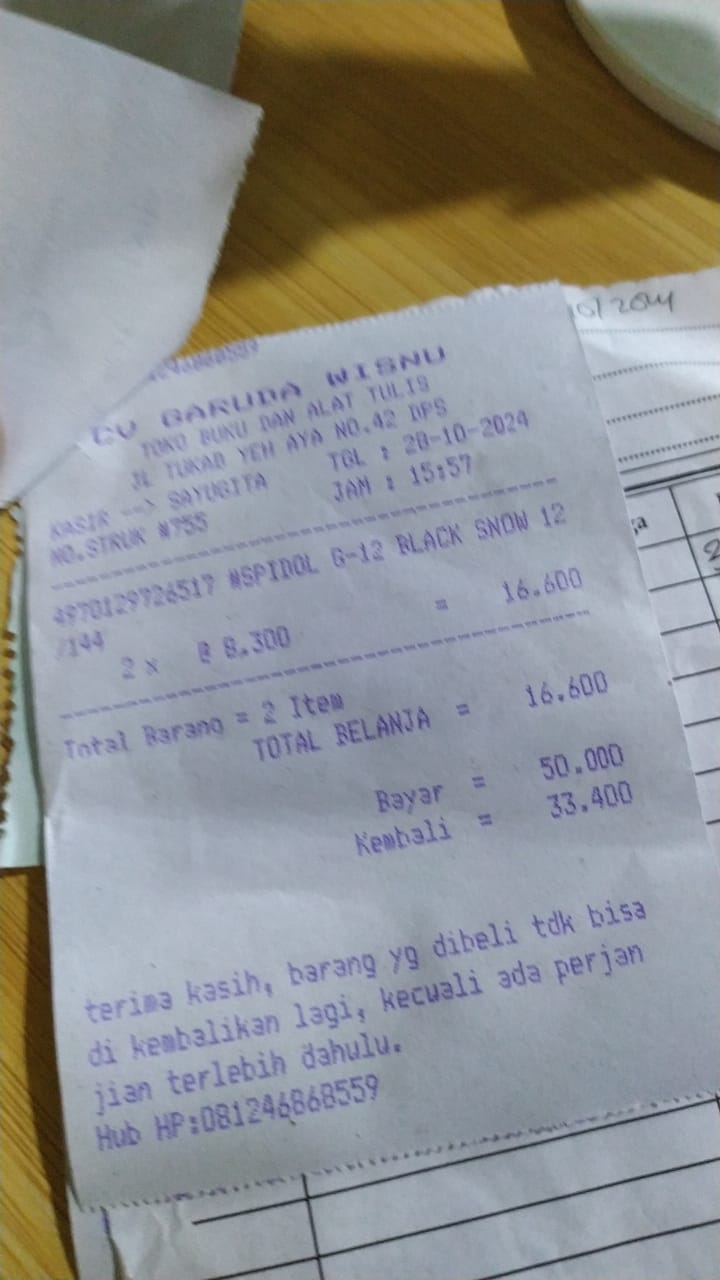 CV GARUDA WISNU
TOKO BUKU DAN ALAT TULIS
JL TUKAD YEH AYA NO.42 DPS
KASIR --> SAYUGITA TGL : 28-10-2024
NO.STRUK #755 JAM : 15:57
4970129726517 #SPIDOL G-12 BLACK SNOW 12
/144
2 x @ 8.300 = 16.600
Total Barang = 2 Item
TOTAL BELANJA = 16.600
Bayar = 50.000
Kembali = 33.400
terima kasih, barang yg dibeli tdk bisa
di kembalikan lagi, kecuali ada perjan
jian terlebih dahulu.
Hub HP:081246868559